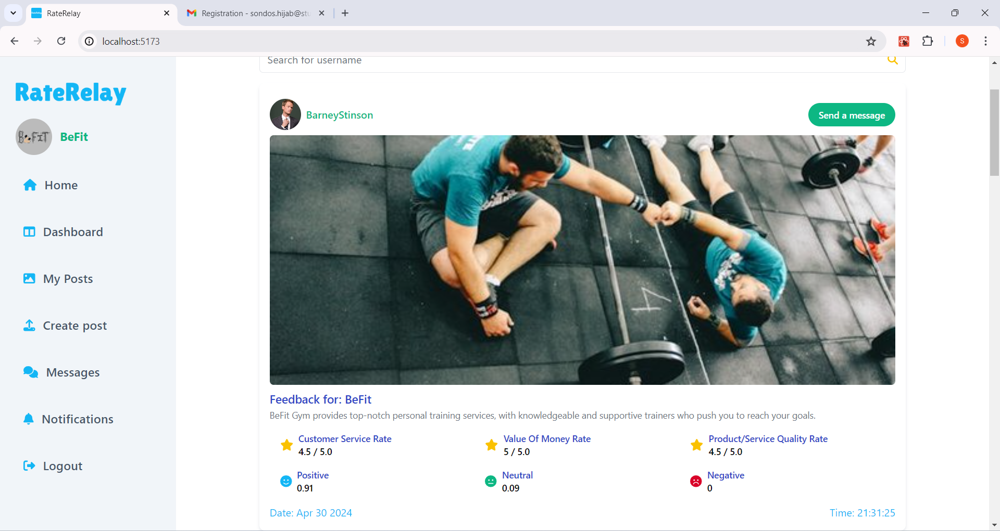 RateRelay
Registration - sondos.hijab@stu
localhost:5173
S
Search for username
RateRelay
BeFiT
BeFit
Home
Dashboard
My Posts
Create post
Messages
Notifications
Logout
BarneyStinson
Send a message
4
Feedback for: BeFit
BeFit Gym provides top-notch personal training services, with knowledgeable and supportive trainers who push you to reach your goals.
Customer Service Rate
4.5 / 5.0
Value Of Money Rate
5 / 5.0
Product/Service Quality Rate
4.5 / 5.0
Positive
0.91
Neutral
0.09
Negative
0
Date: Apr 30 2024
Time: 21:31:25